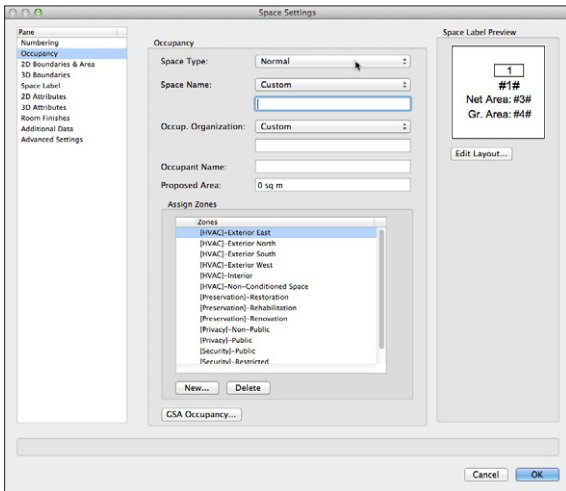 Space Settings
Pane
Numbering
Occupancy
2D Boundaries & Area
3D Boundaries
Space Label
2D Attributes
3D Attributes
Room Finishes
Additional Data
Advanced Settings
Occupancy
Space Type: Normal
Space Name: Custom
Occup. Organization: Custom
Occupant Name:
Proposed Area: 0 sq m
Assign Zones
Zones
[HVAC]-Exterior East
[HVAC]-Exterior North
[HVAC]-Exterior South
[HVAC]-Exterior West
[HVAC]-Interior
[HVAC]-Non-Conditioned Space
[Preservation]-Restoration
[Preservation]-Rehabilitation
[Preservation]-Renovation
[Privacy]-Non-Public
[Privacy]-Public
[Security]-Public
[Security]-Restricted
New... Delete
GSA Occupancy...
Space Label Preview
1
#1#
Net Area: #3#
Gr. Area: #4#
Edit Layout...
Cancel OK